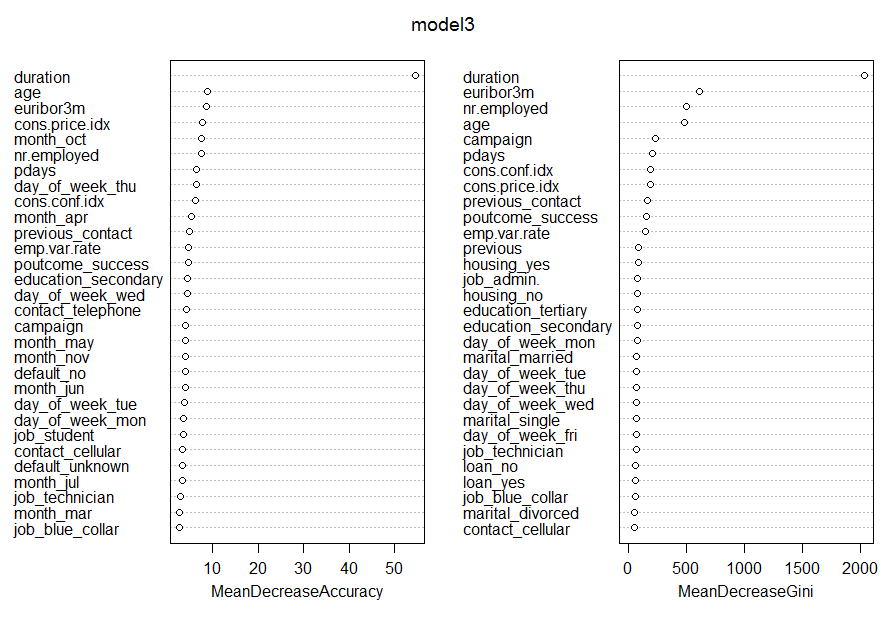 model3
duration
age
euribor3m
cons.price.idx
month_oct
nr.employed
pdays
day_of_week_thu
cons.conf.idx
month_apr
previous_contact
emp.var.rate
poutcome_success
education_secondary
day_of_week_wed
contact_telephone
campaign
month_may
month_nov
default_no
month_jun
day_of_week_tue
day_of_week_mon
job_student
contact_cellular
default_unknown
month_jul
job_technician
month_mar
job_blue_collar
10 20 30 40 50
MeanDecreaseAccuracy
duration
euribor3m
nr.employed
age
campaign
pdays
cons.conf.idx
cons.price.idx
previous_contact
poutcome_success
emp.var.rate
previous
housing_yes
job_admin.
housing_no
education_tertiary
education_secondary
day_of_week_mon
marital_married
day_of_week_tue
day_of_week_thu
day_of_week_wed
marital_single
day_of_week_fri
job_technician
loan_no
loan_yes
job_blue_collar
marital_divorced
contact_cellular
0 500 1000 1500 2000
MeanDecreaseGini